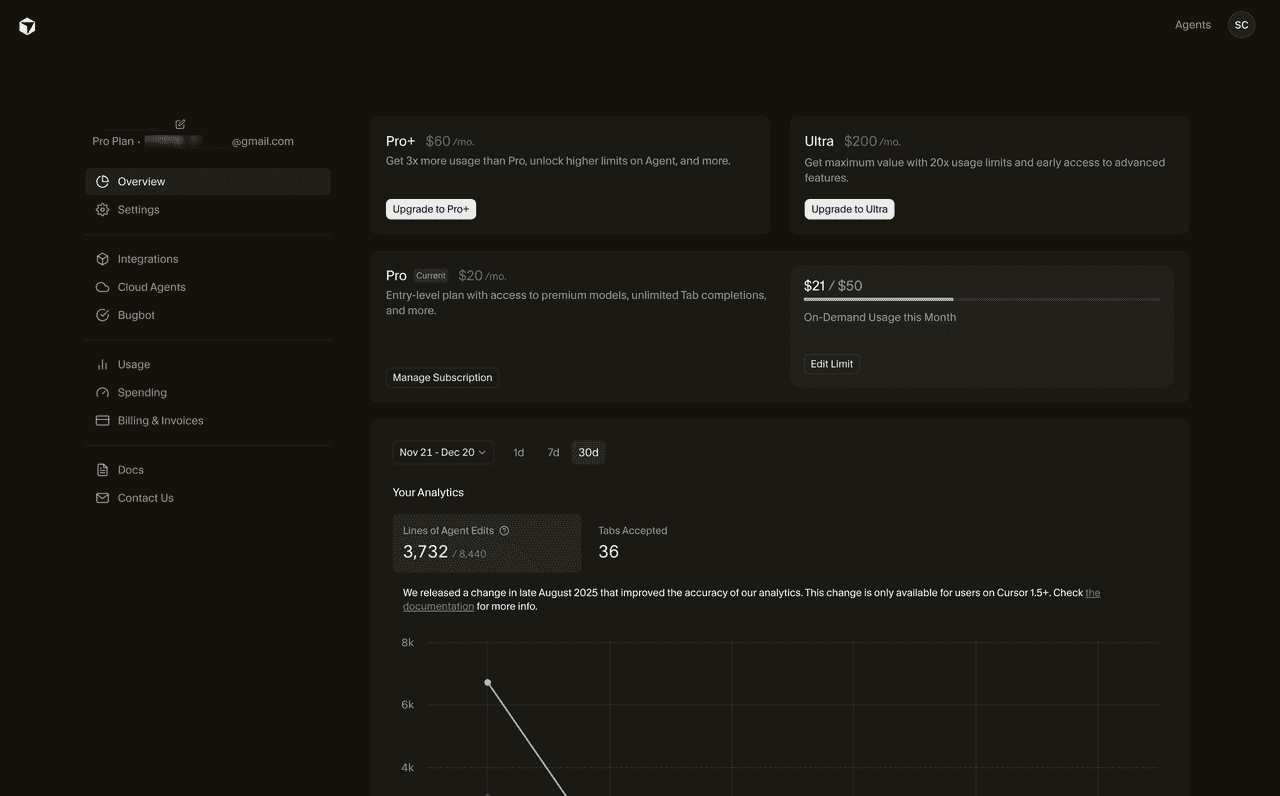 Agents
SC
Pro Plan •
@gmail.com
Overview
Settings
Integrations
Cloud Agents
Bugbot
Usage
Spending
Billing & Invoices
Docs
Contact Us
Pro+ $60 /mo.
Get 3x more usage than Pro, unlock higher limits on Agent, and more.
Upgrade to Pro+
Ultra $200 /mo.
Get maximum value with 20x usage limits and early access to advanced
features.
Upgrade to Ultra
Pro Current $20 /mo.
Entry-level plan with access to premium models, unlimited Tab completions,
and more.
Manage Subscription
$21 / $50
On-Demand Usage this Month
Edit Limit
Nov 21 - Dec 20 1d 7d 30d
Your Analytics
Lines of Agent Edits
3,732 / 8,440
Tabs Accepted
36
We released a change in late August 2025 that improved the accuracy of our analytics. This change is only available for users on Cursor 1.5+. Check the
documentation for more info.
8k
6k
4k